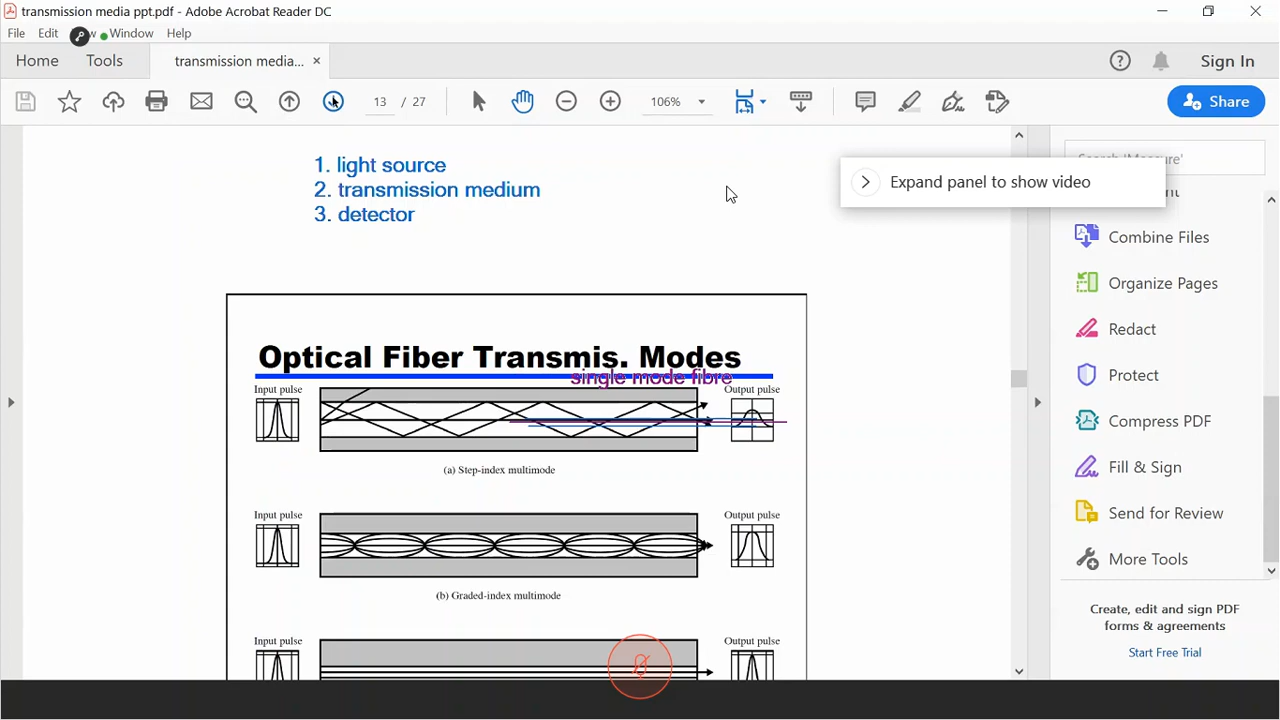 transmission media ppt.pdf - Adobe Acrobat Reader DC
File Edit Window Help
Home Tools transmission media... × Sign In
13 / 27 106% Share
1. light source
2. transmission medium
3. detector
Expand panel to show video
Combine Files
Organize Pages
Redact
Protect
Compress PDF
Fill & Sign
Send for Review
More Tools
Create, edit and sign PDF
forms & agreements
Start Free Trial
Optical Fiber Transmis. Modes
single mode fibre
Input pulse Output pulse
(a) Step-index multimode
Input pulse Output pulse
(b) Graded-index multimode
Input pulse Output pulse